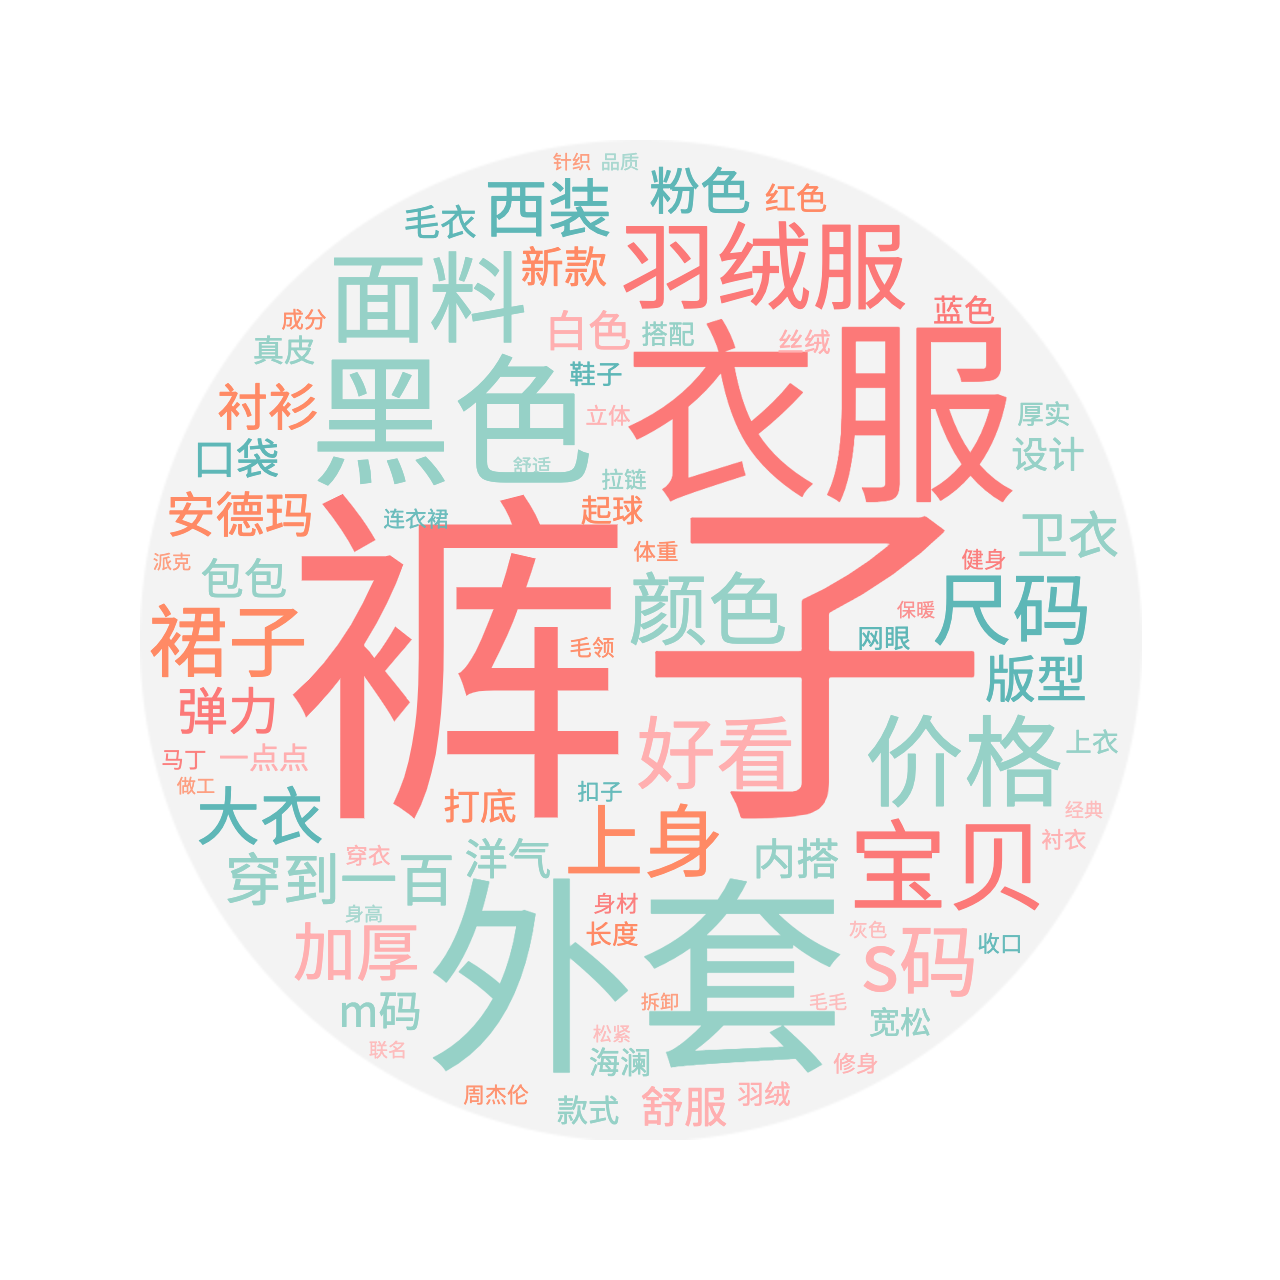 针织
品质
粉色
红色
毛衣
西装
羽绒服
新款
面料
成分
真皮
白色
搭配
丝绒
蓝色
衣服
黑色
鞋子
衬衫
立体
厚实
口袋
设计
舒适
拉链
安德玛
连衣裙
起球
卫衣
裤子
体重
健身
派克
包包
颜色
尺码
保暖
裙子
毛领
网眼
版型
弹力
好看
价格
上衣
马丁
一点点
做工
大衣
打底
扣子
上身
经典
宝贝
衬衣
穿衣
洋气
内搭
穿到一百
身高
身材
外套
长度
灰色
S码
收口
加厚
m码
拆卸
毛毛
宽松
联名
松紧
海澜
修身
周杰伦
款式
舒服
羽绒